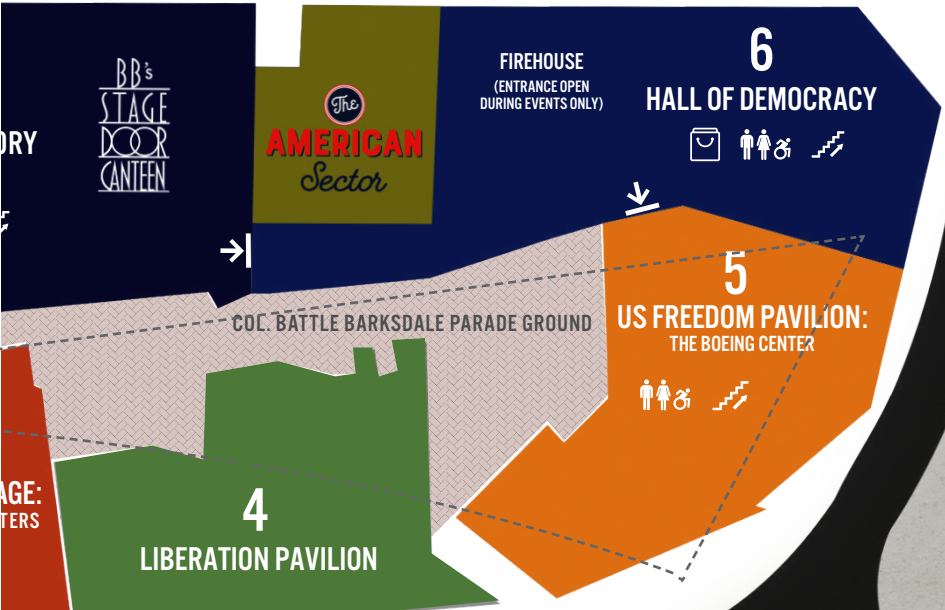 BB's
STAGE
DOOR
CANTEEN
The
AMERICAN
Sector
FIREHOUSE
(ENTRANCE OPEN
DURING EVENTS ONLY)
6
HALL OF DEMOCRACY
ORY
COL. BATTLE BARKSDALE PARADE GROUND
5
US FREEDOM PAVILION:
THE BOEING CENTER
AGE:
TERS
4
LIBERATION PAVILION